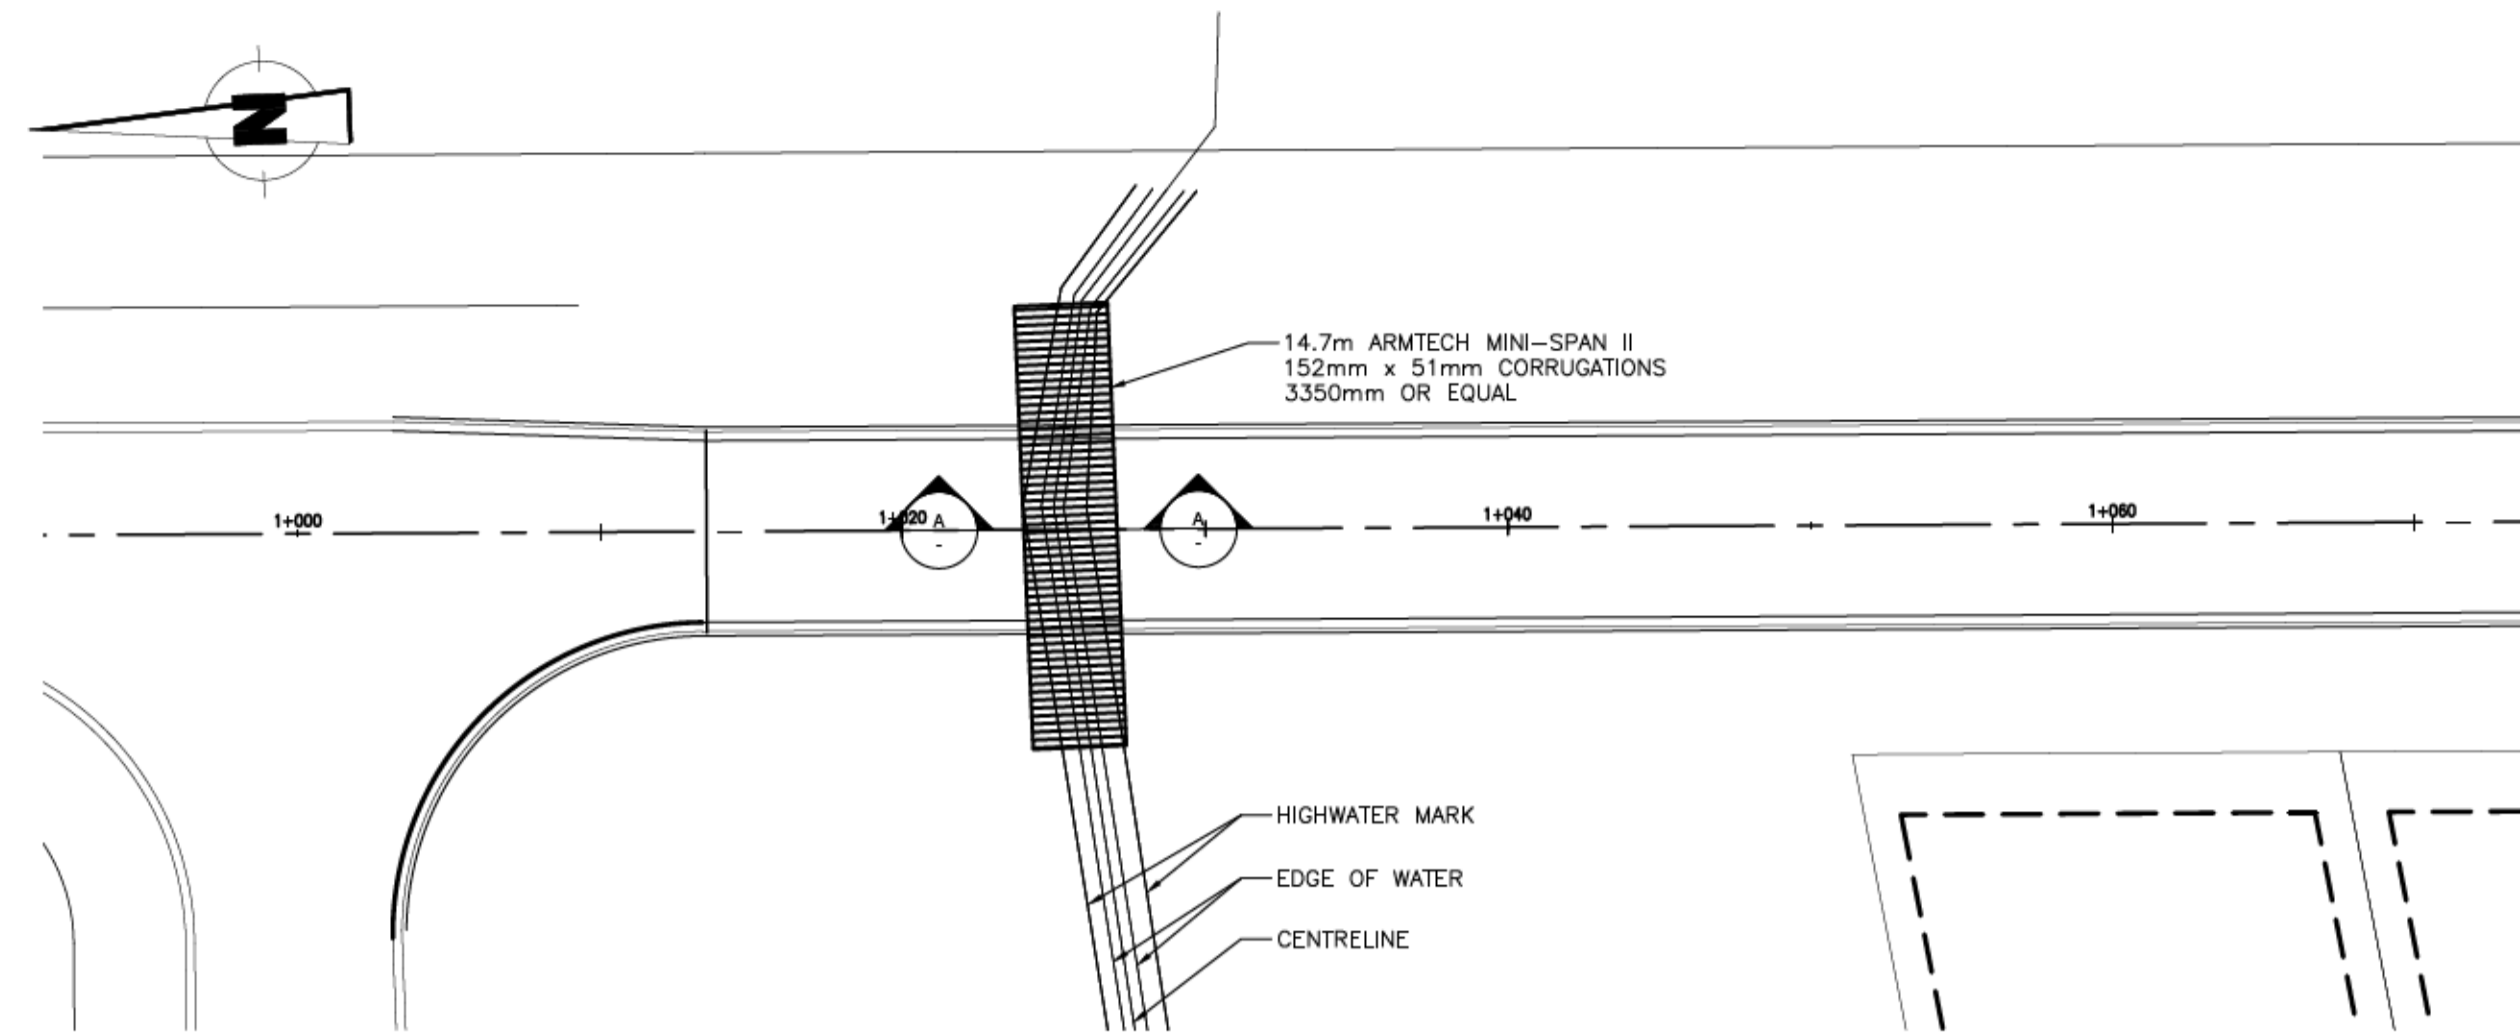 N
14.7m ARMTECH MINI-SPAN II
152mm x 51mm CORRUGATIONS
3350mm OR EQUAL
1+000
1+020
A
-
A
-
1+040
1+060
HIGHWATER MARK
EDGE OF WATER
CENTRELINE